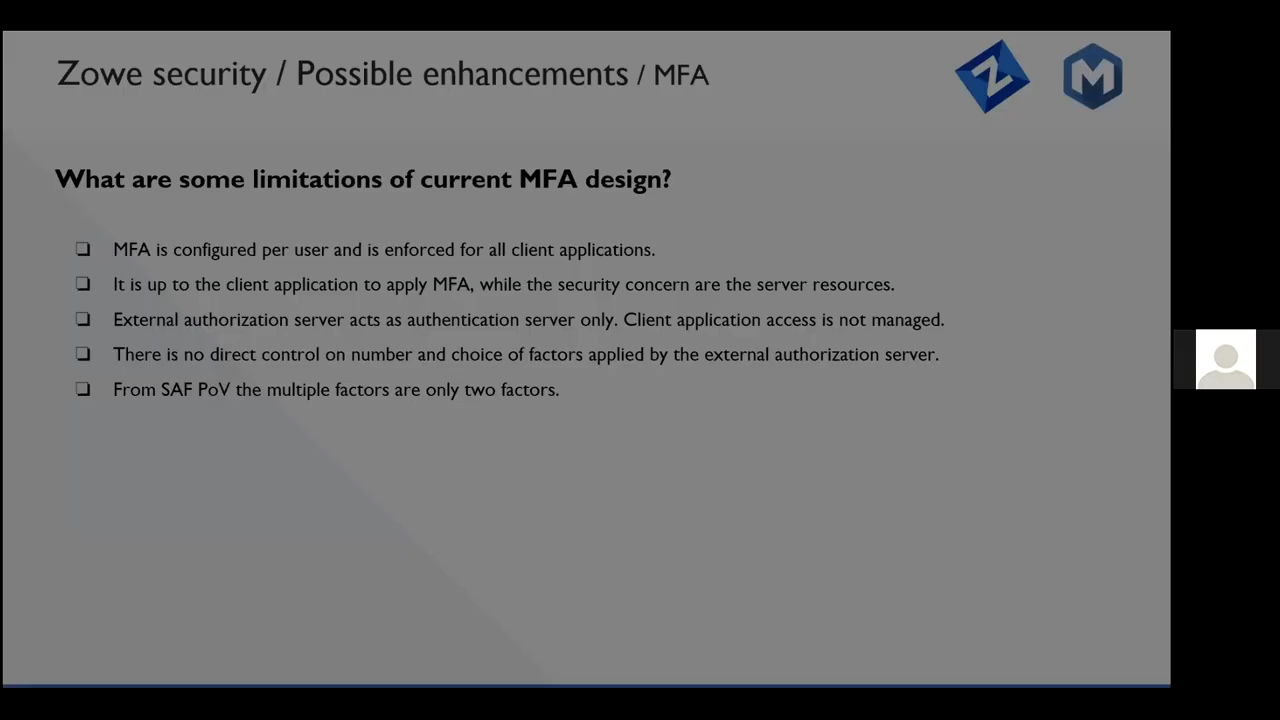 Zowe security / Possible enhancements / MFA
Z
M
What are some limitations of current MFA design?
❑ MFA is configured per user and is enforced for all client applications.
❑ It is up to the client application to apply MFA, while the security concern are the server resources.
❑ External authorization server acts as authentication server only. Client application access is not managed.
❑ There is no direct control on number and choice of factors applied by the external authorization server.
❑ From SAF PoV the multiple factors are only two factors.